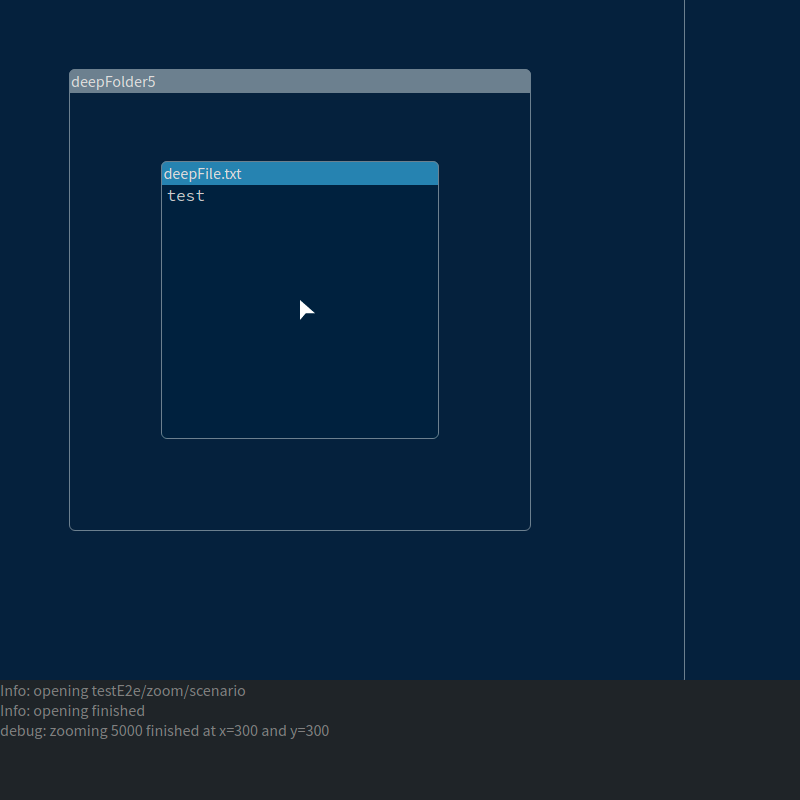 deepFolder5
deepFile.txt
test
Info: opening testE2e/zoom/scenario
Info: opening finished
debug: zooming 5000 finished at x=300 and y=300